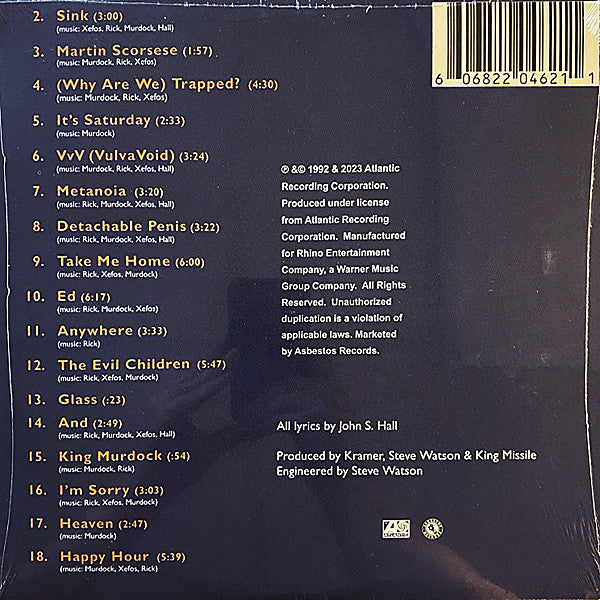 2. Sink (3:00)
(music: Xefos, Rick, Murdock, Hall)
3. Martin Scorsese (1:57)
(music: Murdock, Rick, Xefos)
4. (Why Are We) Trapped? (4:30)
(music: Murdock, Rick, Xefos)
5. It's Saturday (2:33)
(music: Murdock)
6. VvV (VulvaVoid) (3:24)
(music: Murdock, Rick, Xefos, Hall)
7. Metanoia (3:20)
(music: Rick, Murdock, Xefos, Hall)
8. Detachable Penis (3:22)
(music: Rick, Murdock, Xefos, Hall)
9. Take Me Home (6:00)
(music: Rick, Xefos, Murdock)
10. Ed (6:17)
(music: Rick, Murdock, Xefos)
11. Anywhere (3:33)
(music: Rick)
12. The Evil Children (5:47)
(music: Rick, Xefos, Murdock)
13. Glass (:23)
14. And (2:49)
(music: Rick, Murdock, Xefos, Hall)
15. King Murdock (:54)
(music: Murdock, Rick)
16. I'm Sorry (3:03)
(music: Rick, Xefos, Murdock)
17. Heaven (2:47)
(music: Murdock)
18. Happy Hour (5:39)
(music: Murdock, Xefos, Rick)
6 06822 04621 1
℗ &© 1992 & 2023 Atlantic
Recording Corporation.
Produced under license
from Atlantic Recording
Corporation. Manufactured
for Rhino Entertainment
Company, a Warner Music
Group Company. All Rights
Reserved. Unauthorized
duplication is a violation of
applicable laws. Marketed
by Asbestos Records.
All lyrics by John S. Hall
Produced by Kramer, Steve Watson & King Missile
Engineered by Steve Watson
ATLANTIC